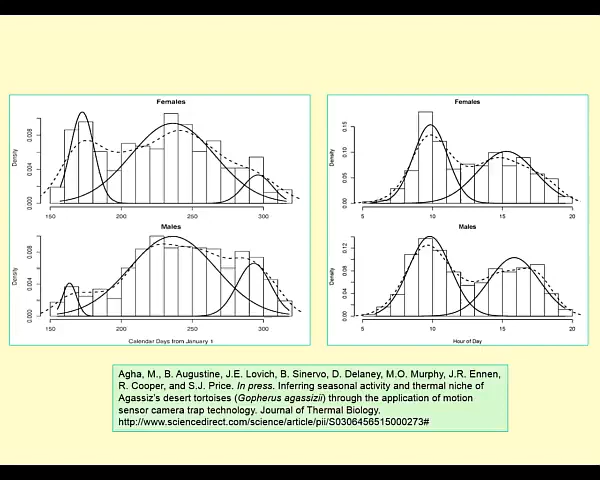 Females
Density
0.000 0.004 0.008
150 200 250 300
Males
Density
0.000 0.004 0.008
150 200 250 300
Calendar Days from January 1
Females
Density
0.00 0.05 0.10 0.15
5 10 15 20
Males
Density
0.00 0.04 0.08 0.12
5 10 15 20
Hour of Day
Agha, M., B. Augustine, J.E. Lovich, B. Sinervo, D. Delaney, M.O. Murphy, J.R. Ennen,
R. Cooper, and S.J. Price. In press. Inferring seasonal activity and thermal niche of
Agassiz's desert tortoises (Gopherus agassizii) through the application of motion
sensor camera trap technology. Journal of Thermal Biology.
http://www.sciencedirect.com/science/article/pii/S0306456515000273#